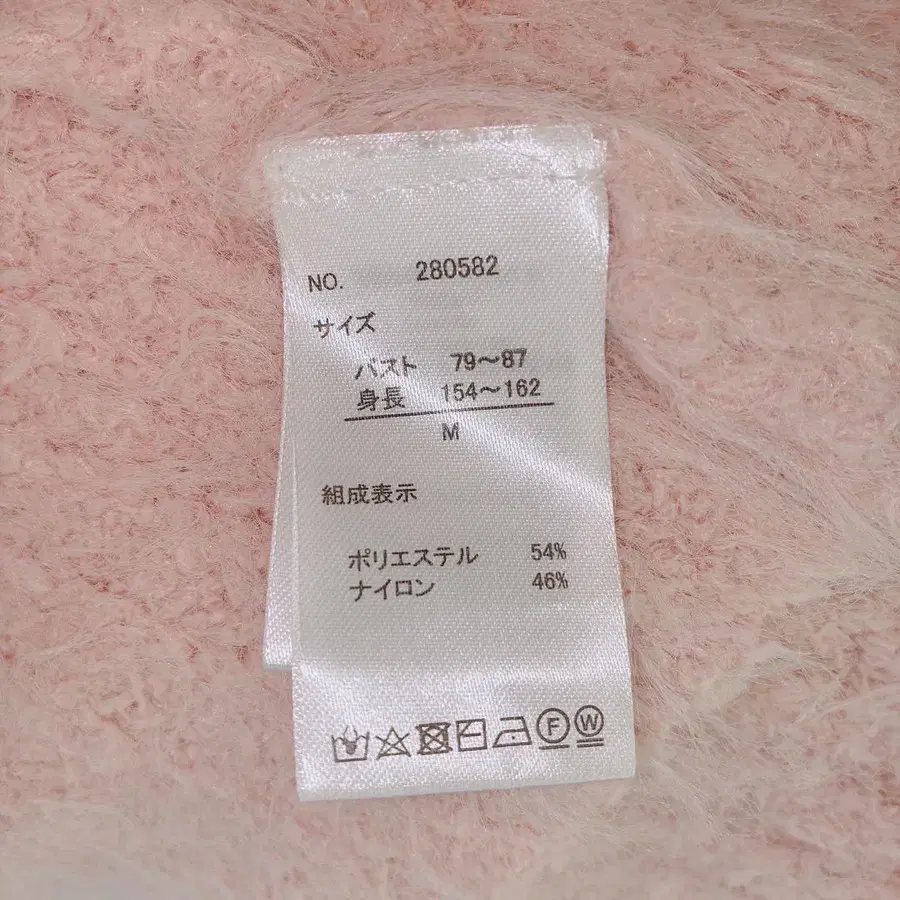 NO. 280582
サイズ
バスト 79～87
身長 154～162
M
組成表示
ポリエステル 54%
ナイロン 46%
F W